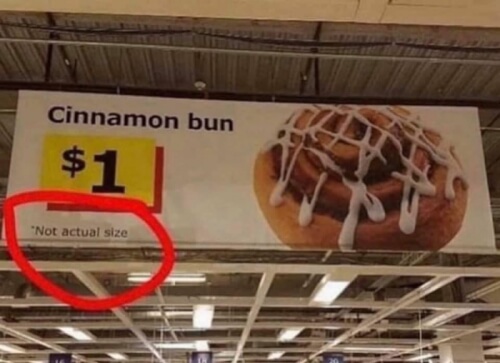 Cinnamon bun
$1
*Not actual size